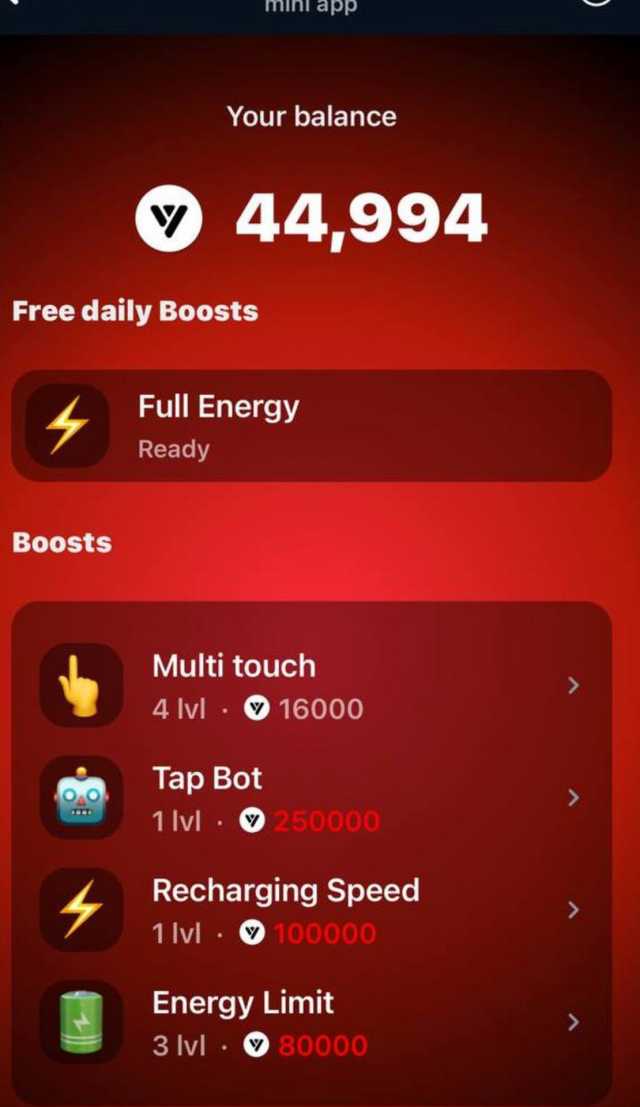 mini app
Your balance
44,994
Free daily Boosts
Full Energy
Ready
Boosts
Multi touch
4 lvl · 16000
Tap Bot
1 lvl · 250000
Recharging Speed
1 lvl · 100000
Energy Limit
3 lvl · 80000